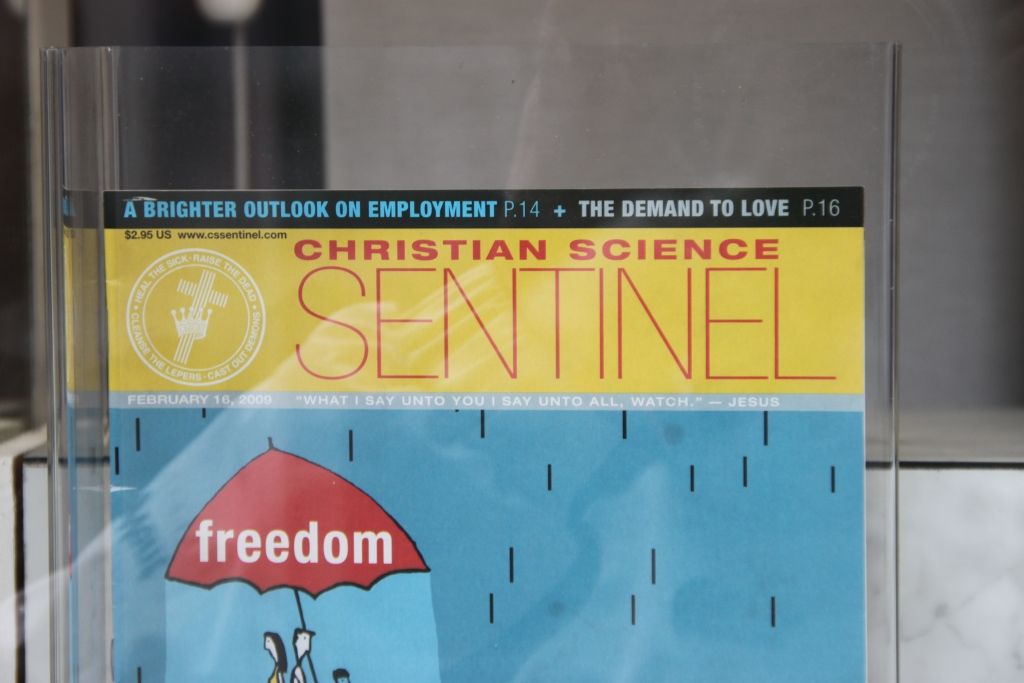 A BRIGHTER OUTLOOK ON EMPLOYMENT P.14 + THE DEMAND TO LOVE P.16
$2.95 US www.cssentinel.com
CHRISTIAN SCIENCE
SENTINEL
HEAL THE SICK · RAISE THE DEAD · CLEANSE THE LEPERS · CAST OUT DEMONS ·
FEBRUARY 16, 2009 "WHAT I SAY UNTO YOU I SAY UNTO ALL, WATCH." — JESUS
freedom